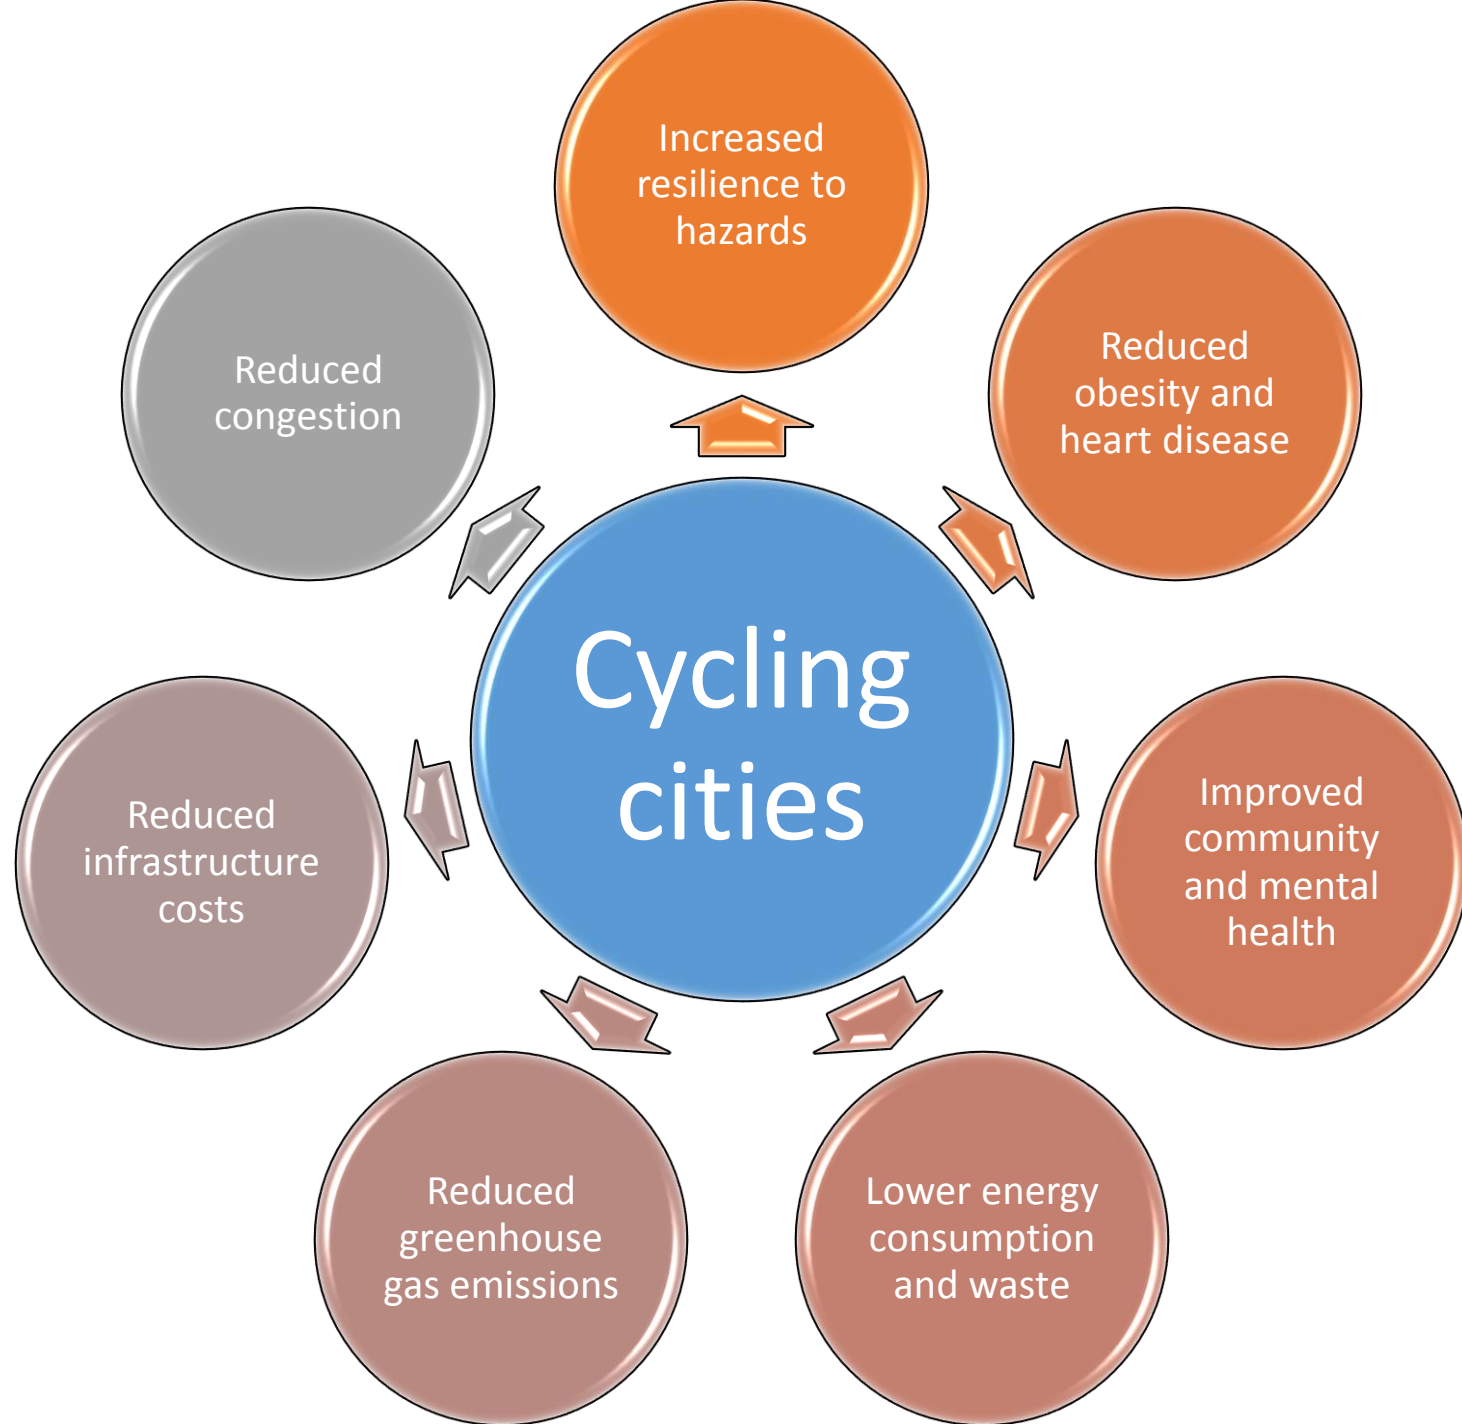 Increased
resilience to
hazards
Reduced
obesity and
heart disease
Improved
community
and mental
health
Lower energy
consumption
and waste
Reduced
greenhouse
gas emissions
Reduced
infrastructure
costs
Reduced
congestion
Cycling
cities